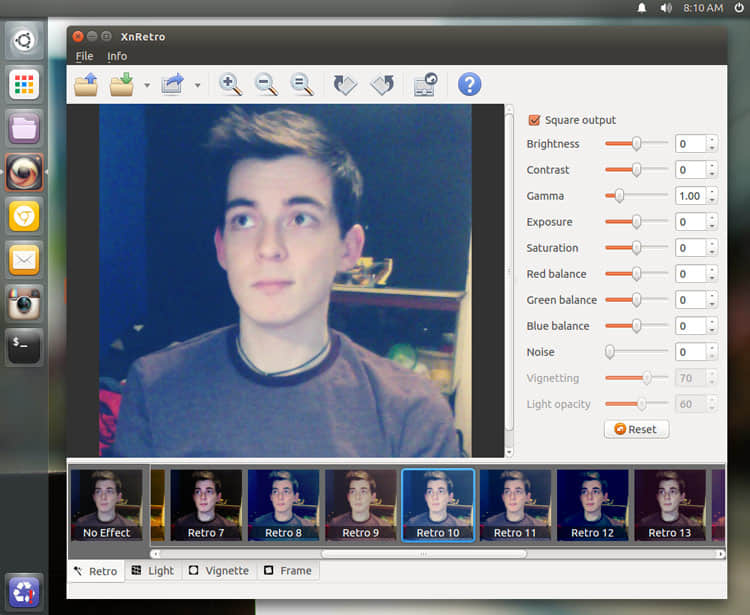 8:10 AM
XnRetro
File Info
Square output
Brightness 0
Contrast 0
Gamma 1.00
Exposure 0
Saturation 0
Red balance 0
Green balance 0
Blue balance 0
Noise 0
Vignetting 70
Light opacity 60
Reset
$_
No Effect Retro 7 Retro 8 Retro 9 Retro 10 Retro 11 Retro 12 Retro 13
Retro Light Vignette Frame